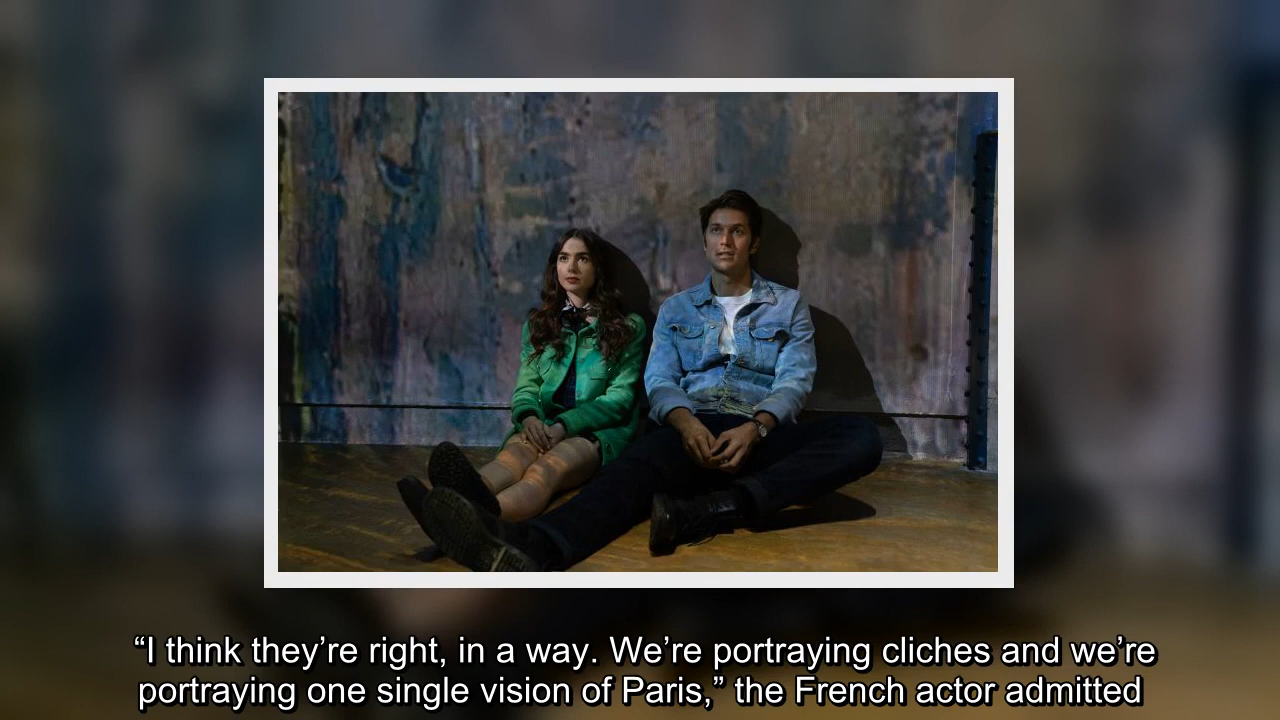 “I think they’re right, in a way. We’re portraying cliches and we’re
portraying one single vision of Paris,” the French actor admitted